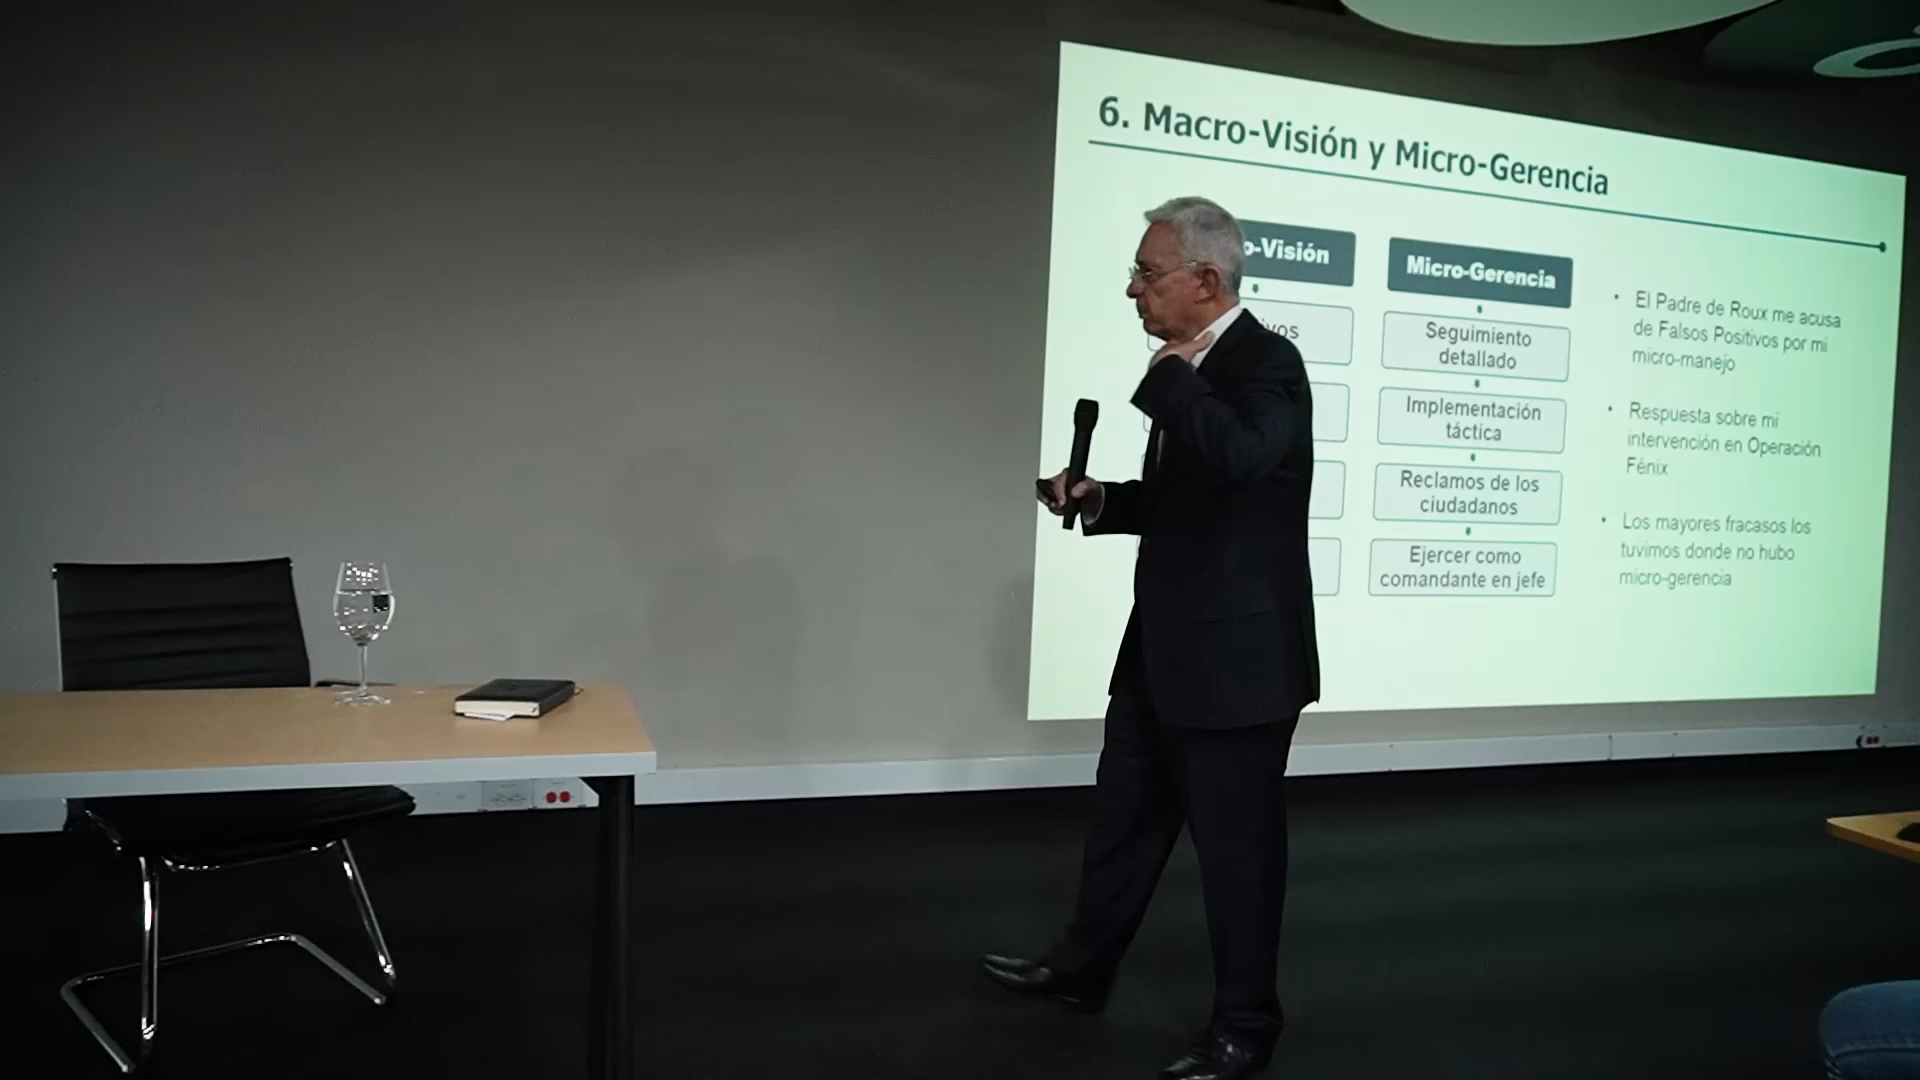 6. Macro-Visión y Micro-Gerencia
o-Visión
Micro-Gerencia
Seguimiento
detallado
Implementación
táctica
Reclamos de los
ciudadanos
Ejercer como
comandante en jefe
• El Padre de Roux me acusa
de Falsos Positivos por mi
micro-manejo
• Respuesta sobre mi
intervención en Operación
Fénix
• Los mayores fracasos los
tuvimos donde no hubo
micro-gerencia